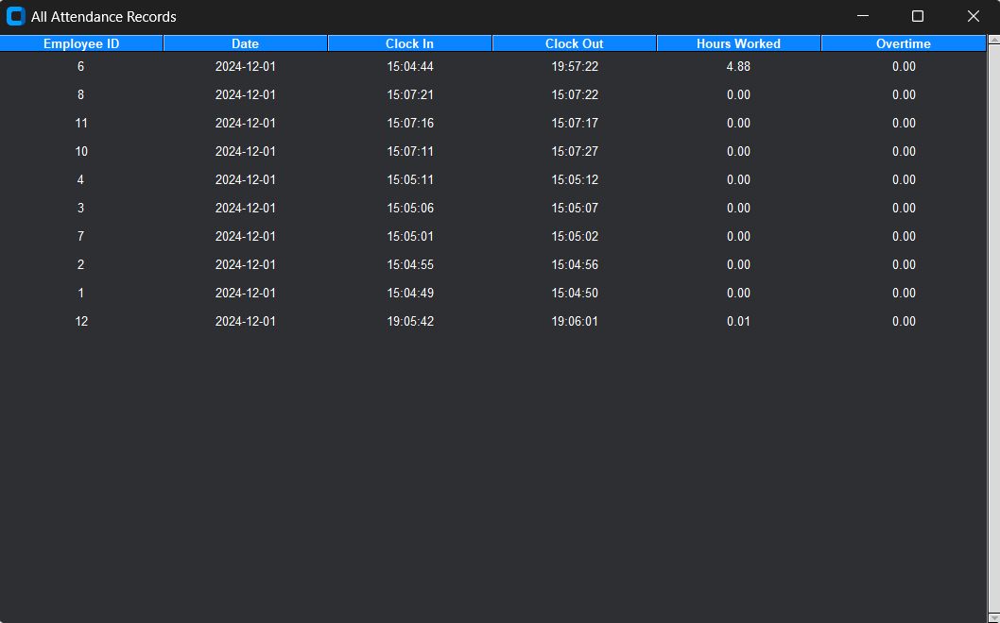 All Attendance Records
Employee ID Date Clock In Clock Out Hours Worked Overtime
6 2024-12-01 15:04:44 19:57:22 4.88 0.00
8 2024-12-01 15:07:21 15:07:22 0.00 0.00
11 2024-12-01 15:07:16 15:07:17 0.00 0.00
10 2024-12-01 15:07:11 15:07:27 0.00 0.00
4 2024-12-01 15:05:11 15:05:12 0.00 0.00
3 2024-12-01 15:05:06 15:05:07 0.00 0.00
7 2024-12-01 15:05:01 15:05:02 0.00 0.00
2 2024-12-01 15:04:55 15:04:56 0.00 0.00
1 2024-12-01 15:04:49 15:04:50 0.00 0.00
12 2024-12-01 19:05:42 19:06:01 0.01 0.00